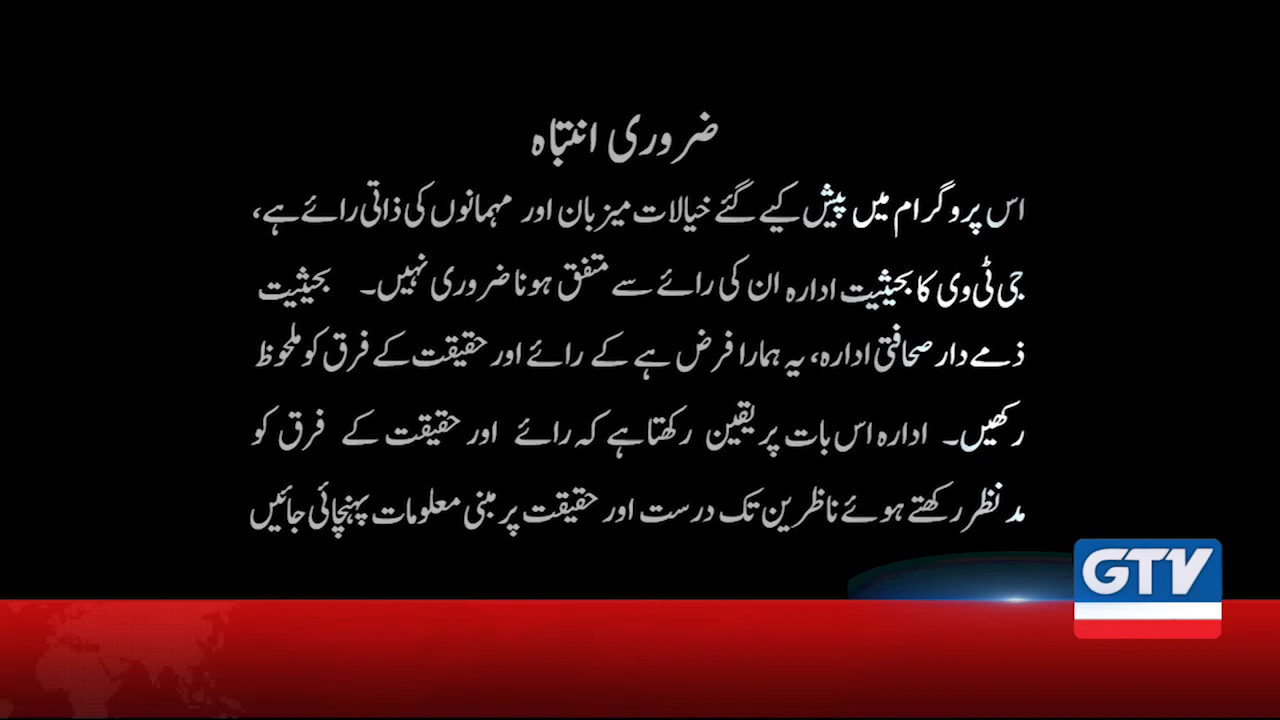 ضروری انتباہ
اس پروگرام میں پیش کیے گئے خیالات میزبان اور مہمانوں کی ذاتی رائے ہے،
جی ٹی وی کا بحیثیت ادارہ ان کی رائے سے متفق ہونا ضروری نہیں۔ بحیثیت
ذمے دار صحافتی ادارہ، یہ ہمارا فرض ہے کے رائے اور حقیقت کے فرق کو ملحوظ
رکھیں۔ ادارہ اس بات پر یقین رکھتا ہے کہ رائے اور حقیقت کے فرق کو
مد نظر رکھتے ہوئے ناظرین تک درست اور حقیقت پر مبنی معلومات پہنچائی جائیں
GTV